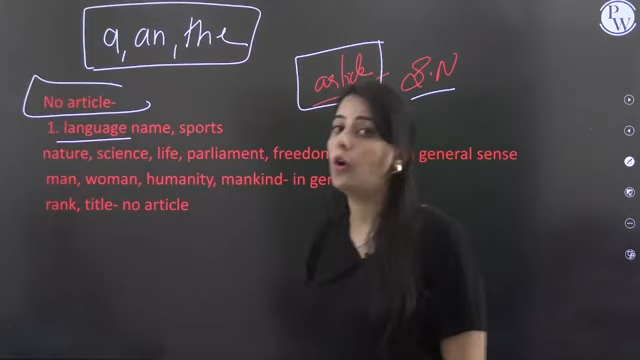 a, an, the
PW
article - S.N
No article-
1. language name, sports
nature, science, life, parliament, freedom general sense
man, woman, humanity, mankind- in gen
rank, title- no article